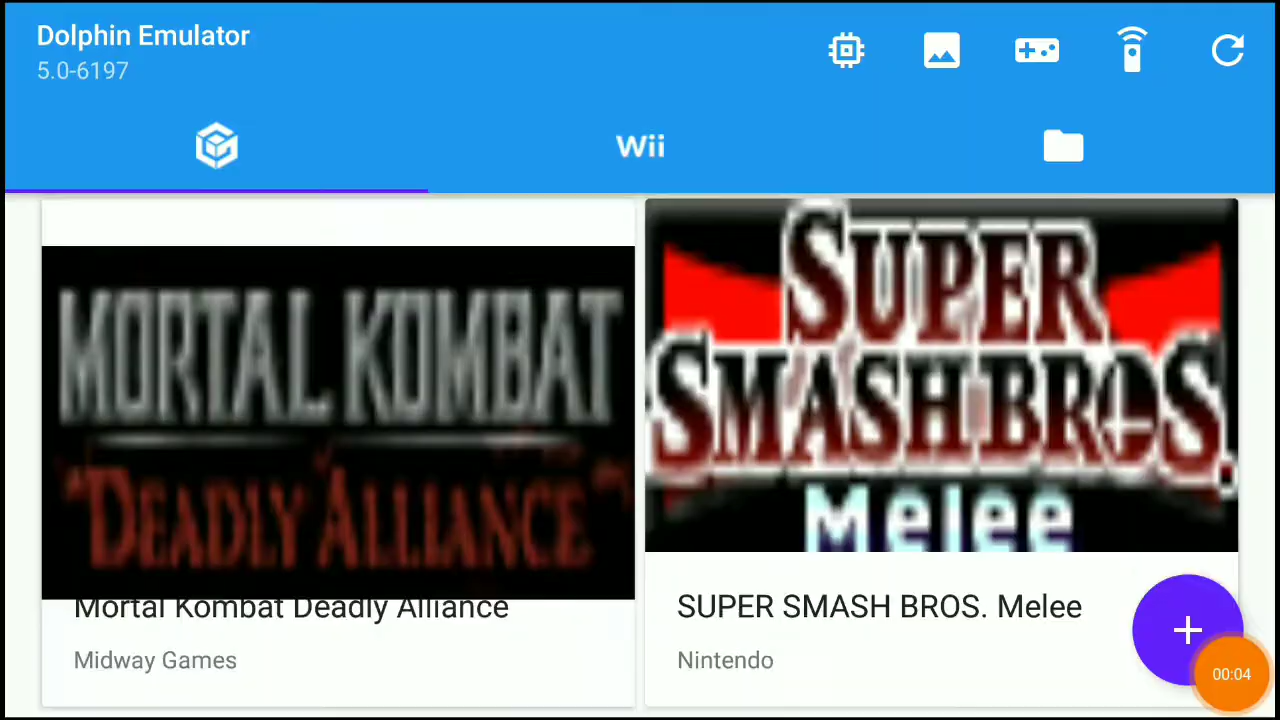 Dolphin Emulator
5.0-6197
Wii
MORTAL KOMBAT
"DEADLY ALLIANCE"
SUPER
SMASH BROS.
Melee
Mortal Kombat Deadly Alliance
Midway Games
SUPER SMASH BROS. Melee
Nintendo
+
00:04